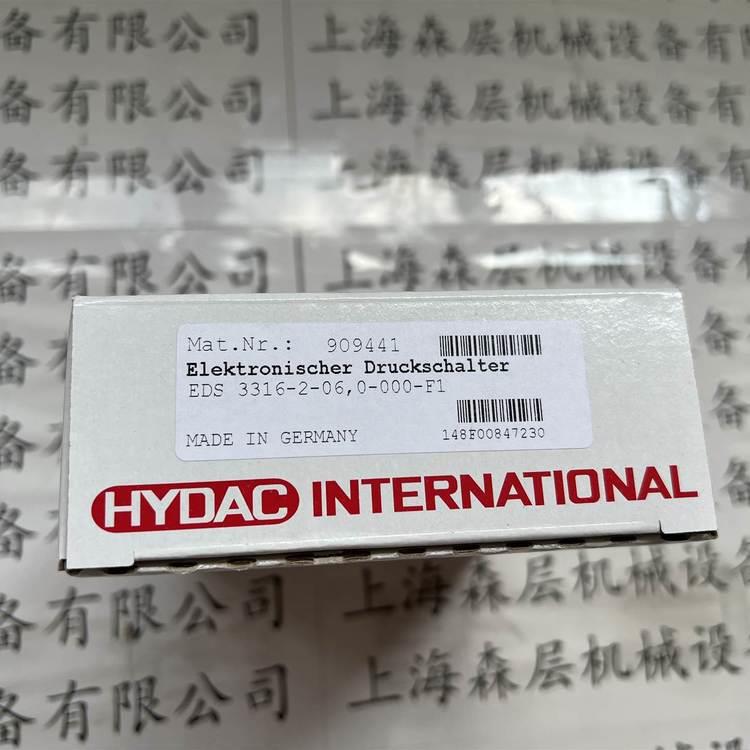 备有限公司 上海森层机械设备有
备有限公司 上海森层机械设备有限
备有限公司 上海森层机械设备有限
备有限公司 上海森层机械设备有限
Mat.Nr.: 909441
Elektronischer Druckschalter
EDS 3316-2-06,0-000-F1
MADE IN GERMANY 148F00847230
HYDAC INTERNATIONAL
备有限公司 上海森层机械设备
备有限公司 上海森层机械设备